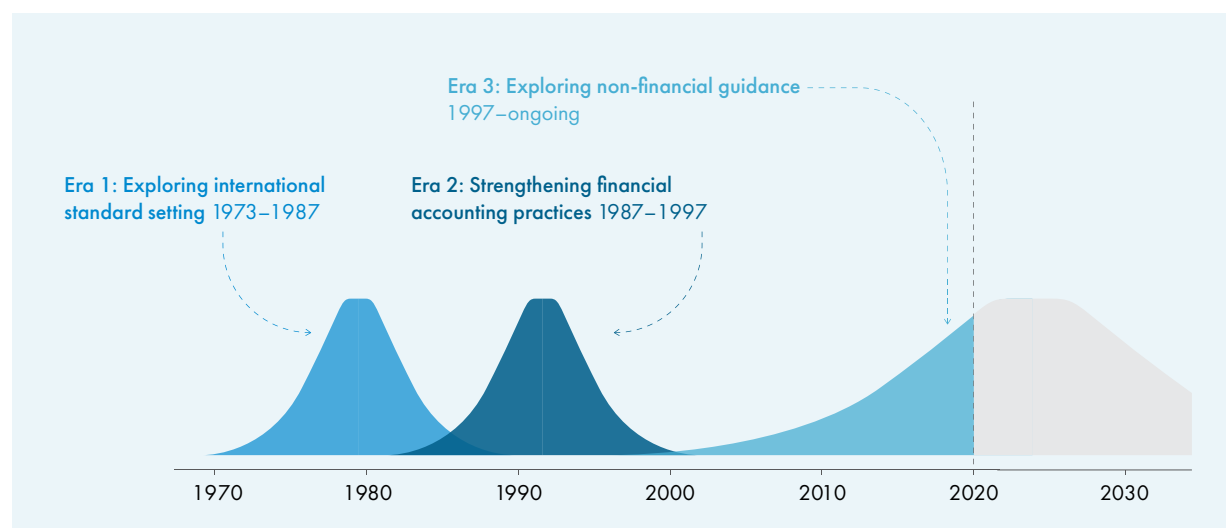 Era 3: Exploring non-financial guidance
1997–ongoing
Era 1: Exploring international
standard setting 1973–1987
Era 2: Strengthening financial
accounting practices 1987–1997
1970 1980 1990 2000 2010 2020 2030